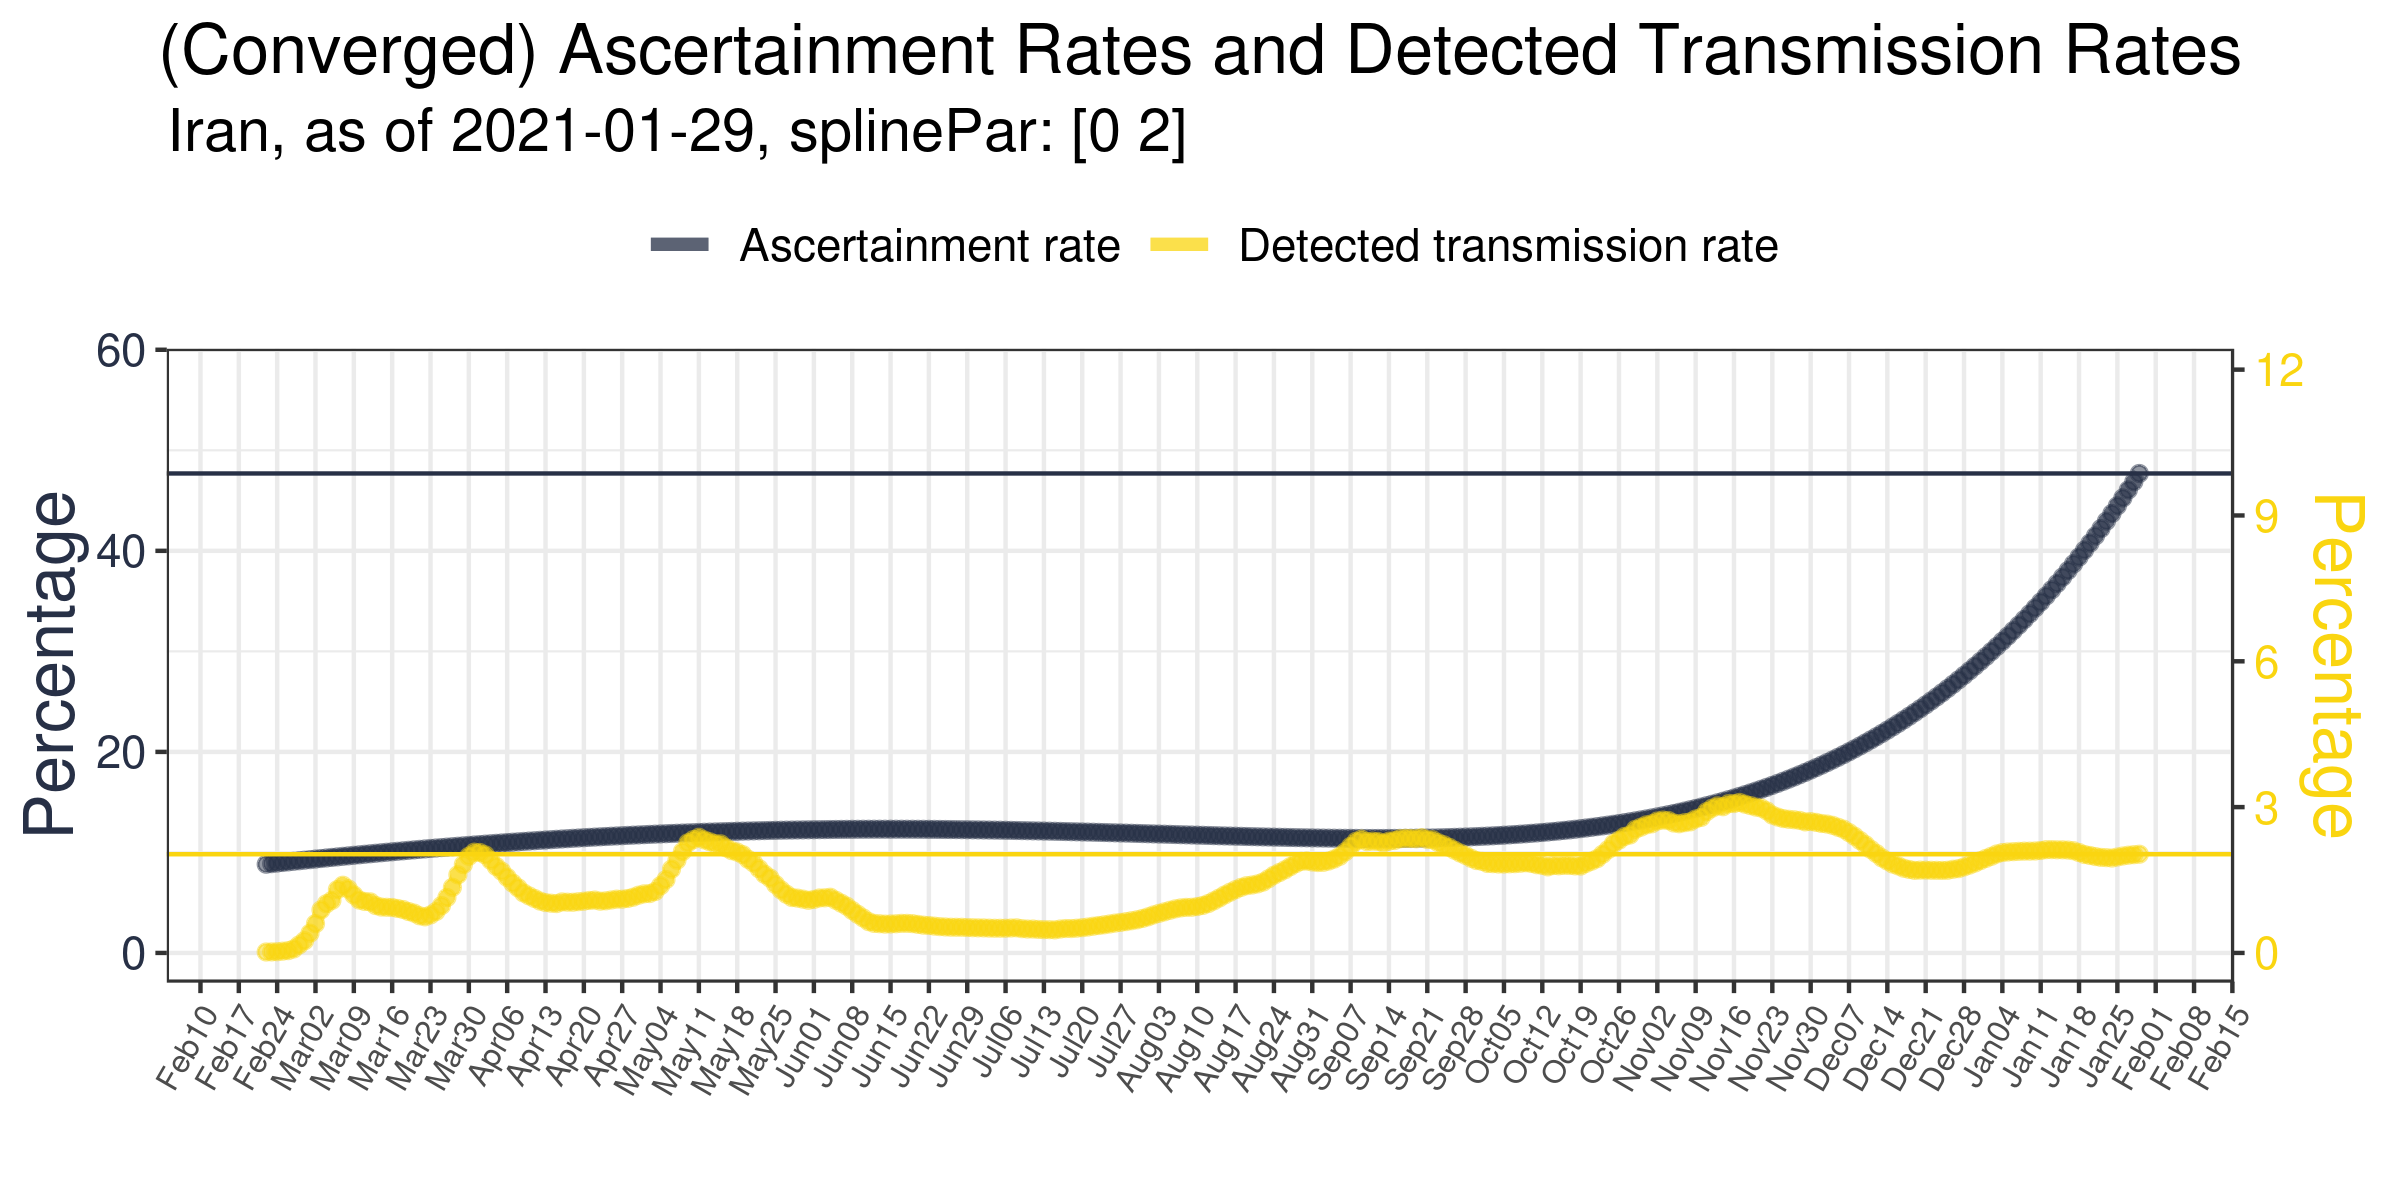 (Converged) Ascertainment Rates and Detected Transmission Rates
Iran, as of 2021-01-29, splinePar: [0 2]
Ascertainment rate Detected transmission rate
60
40
20
0
Percentage
12
9
6
3
0
Percentage
Feb10
Feb17
Feb24
Mar02
Mar09
Mar16
Mar23
Mar30
Apr06
Apr13
Apr20
Apr27
May04
May11
May18
May25
Jun01
Jun08
Jun15
Jun22
Jun29
Jul06
Jul13
Jul20
Jul27
Aug03
Aug10
Aug17
Aug24
Aug31
Sep07
Sep14
Sep21
Sep28
Oct05
Oct12
Oct19
Oct26
Nov02
Nov09
Nov16
Nov23
Nov30
Dec07
Dec14
Dec21
Dec28
Jan04
Jan11
Jan18
Jan25
Feb01
Feb08
Feb15